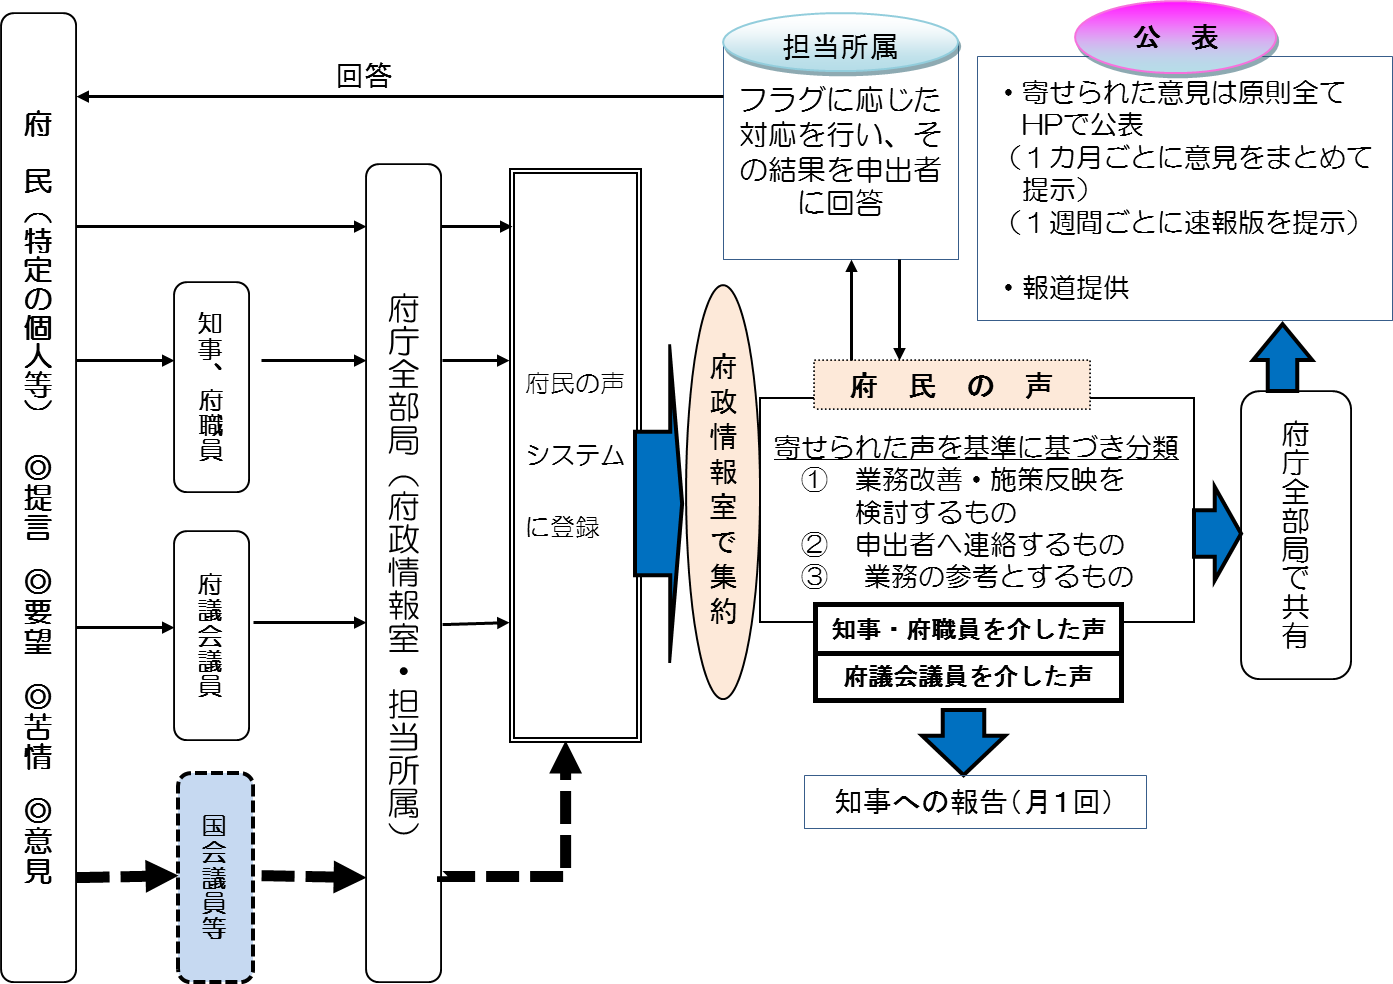 府　民（特定の個人等）　◎提言　◎要望　◎苦情　◎意見
回答
知事、府職員
府議会議員
国会議員等
府庁全部局（府政情報室・担当所属）
府民の声
システム
に登録
府政情報室で集約
担当所属
フラグに応じた
対応を行い、そ
の結果を申出者
に回答
府　民　の　声
寄せられた声を基準に基づき分類
①　業務改善・施策反映を
検討するもの
②　申出者へ連絡するもの
③　業務の参考とするもの
知事・府職員を介した声
府議会議員を介した声
知事への報告（月１回）
府庁全部局で共有
公　表
・寄せられた意見は原則全て
HPで公表
（１カ月ごとに意見をまとめて
提示）
（１週間ごとに速報版を提示）
・報道提供